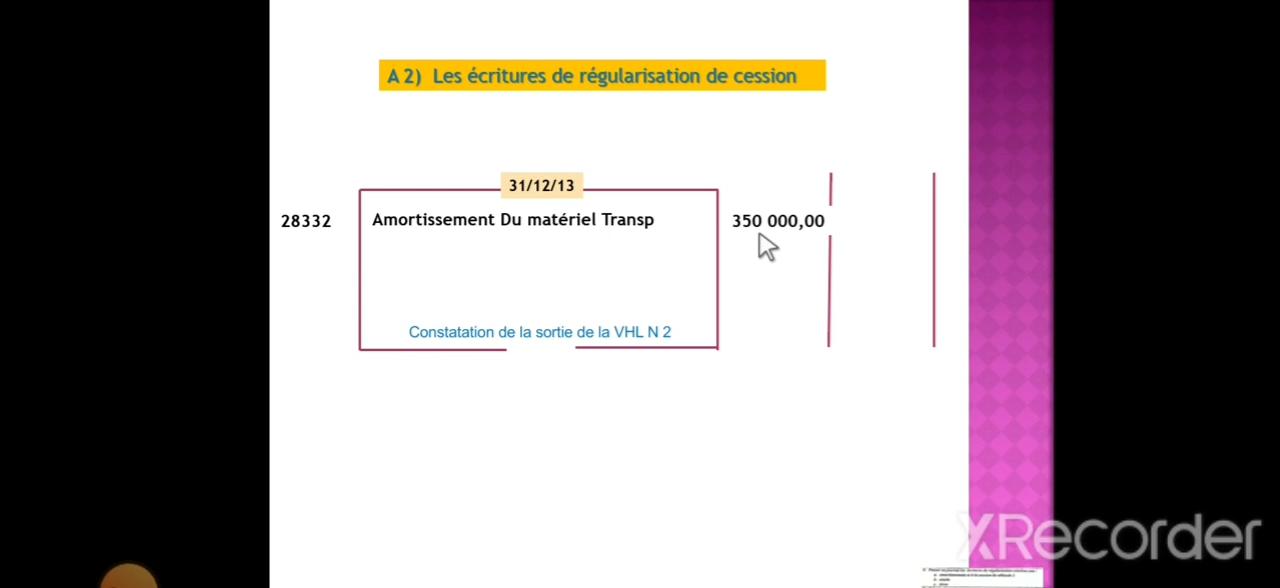 A 2) Les écritures de régularisation de cession
31/12/13
28332 Amortissement Du matériel Transp 350 000,00
Constatation de la sortie de la VHL N 2
XRecorder